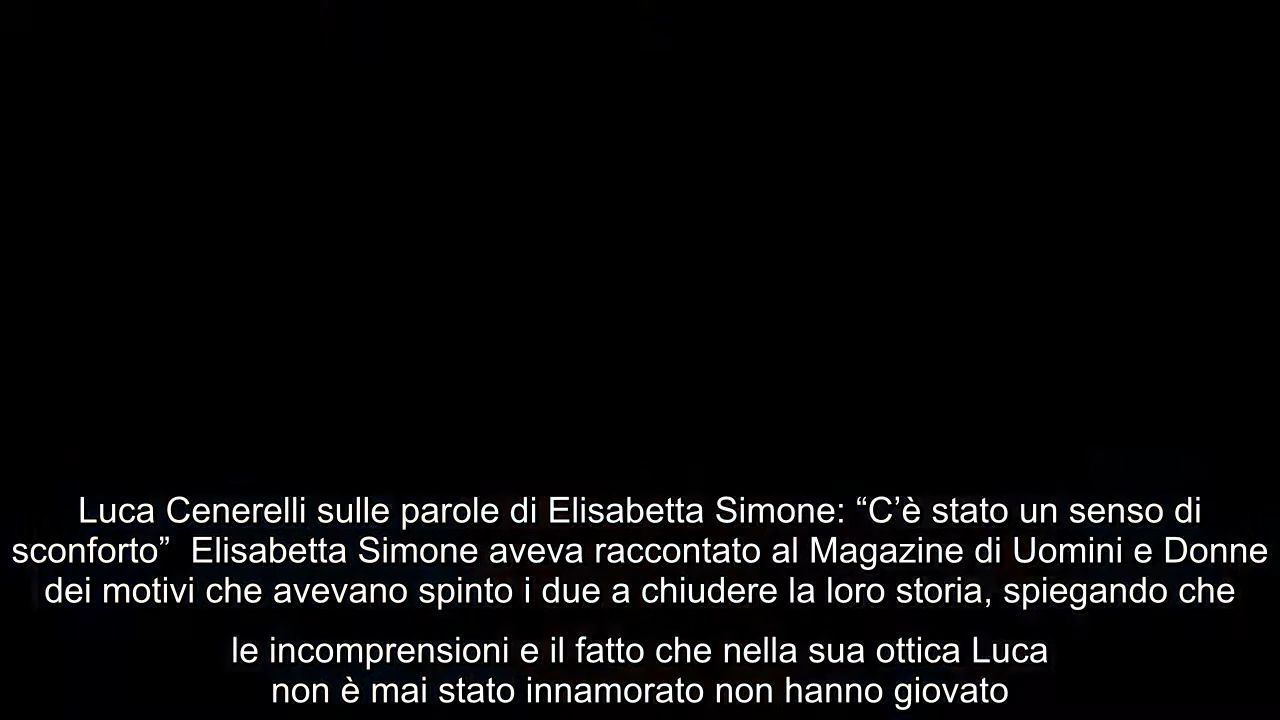 Luca Cenerelli sulle parole di Elisabetta Simone: “C’è stato un senso di
sconforto”  Elisabetta Simone aveva raccontato al Magazine di Uomini e Donne
dei motivi che avevano spinto i due a chiudere la loro storia, spiegando che
le incomprensioni e il fatto che nella sua ottica Luca
non è mai stato innamorato non hanno giovato